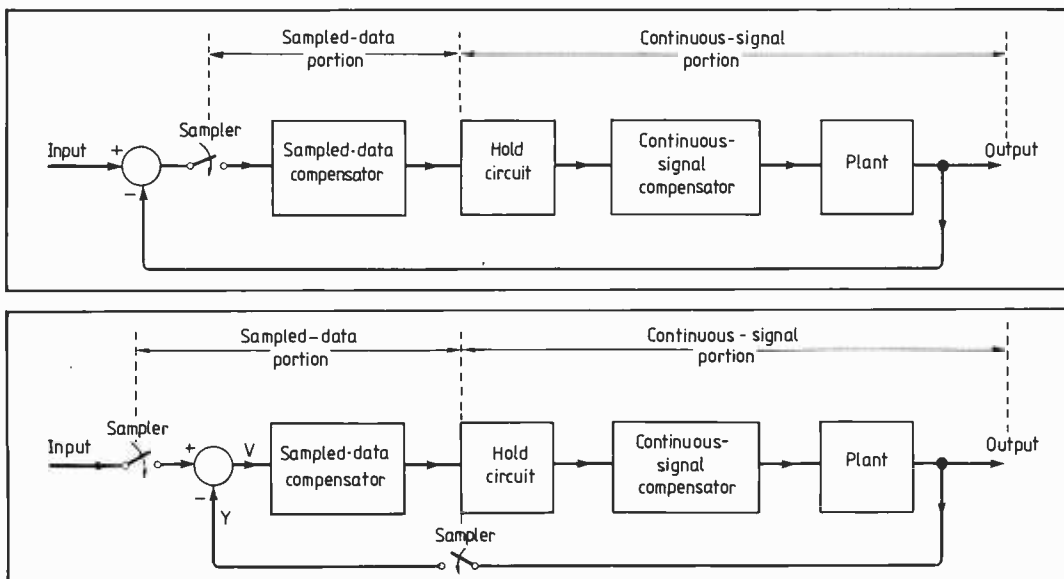 Sampled-data
portion
Continuous-signal
portion
Input
+
−
Sampler
Sampled-data
compensator
Hold
circuit
Continuous-
signal
compensator
Plant
Output
Sampled-data
portion
Continuous-signal
portion
Input
Sampler
+
−
V
Y
Sampled-data
compensator
Hold
circuit
Continuous-
signal
compensator
Plant
Output
Sampler